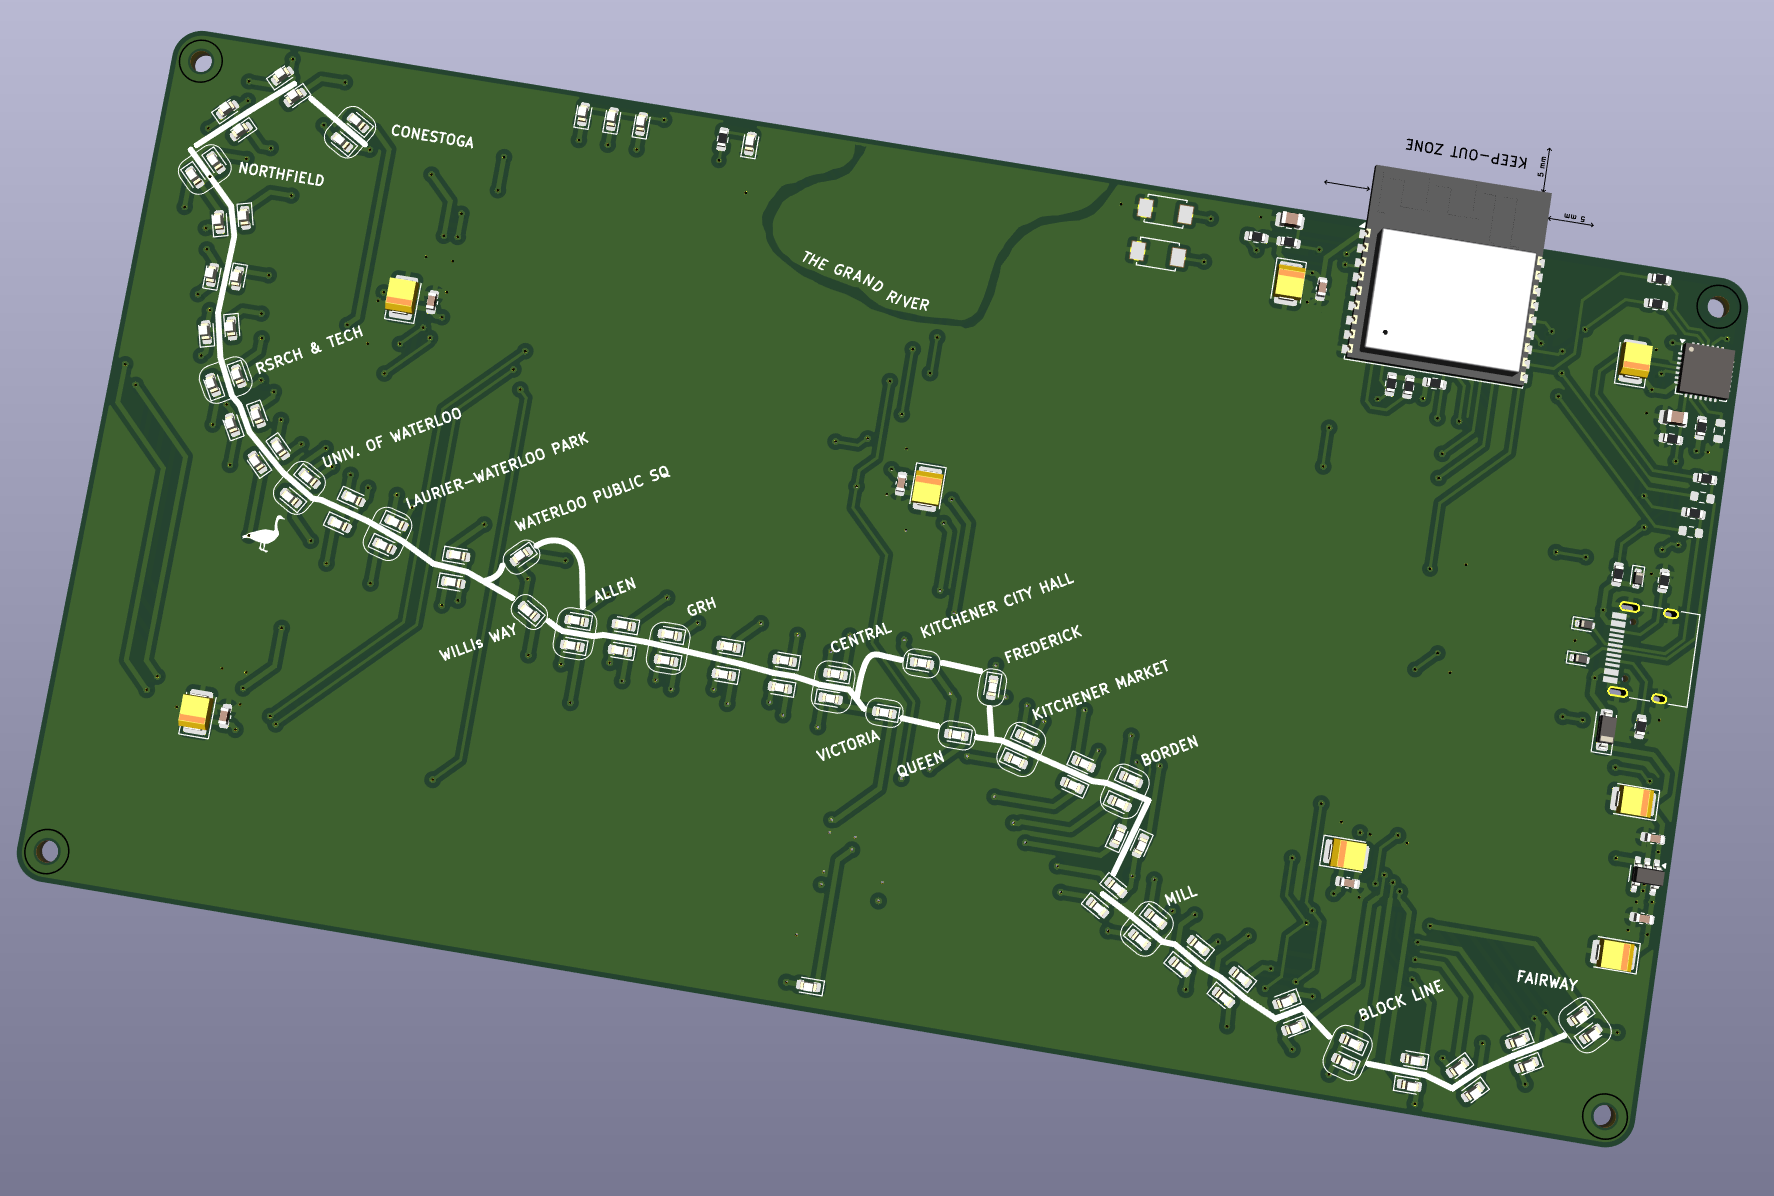 CONESTOGA
KEEP-OUT ZONE
5 mm
5 mm
NORTHFIELD
THE GRAND RIVER
RSRCH & TECH
UNIV. OF WATERLOO
LAURIER-WATERLOO PARK
WATERLOO PUBLIC SQ
ALLEN
GRH
WILLIs WAY
CENTRAL
KITCHENER CITY HALL
FREDERICK
VICTORIA
QUEEN
KITCHENER MARKET
BORDEN
MILL
BLOCK LINE
FAIRWAY